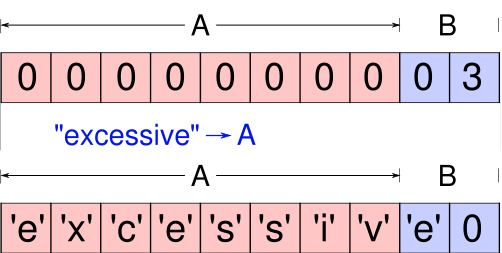 A B
0 0 0 0 0 0 0 0 0 3
"excessive" → A
A B
'e' 'x' 'c' 'e' 's' 's' 'i' 'v' 'e' 0